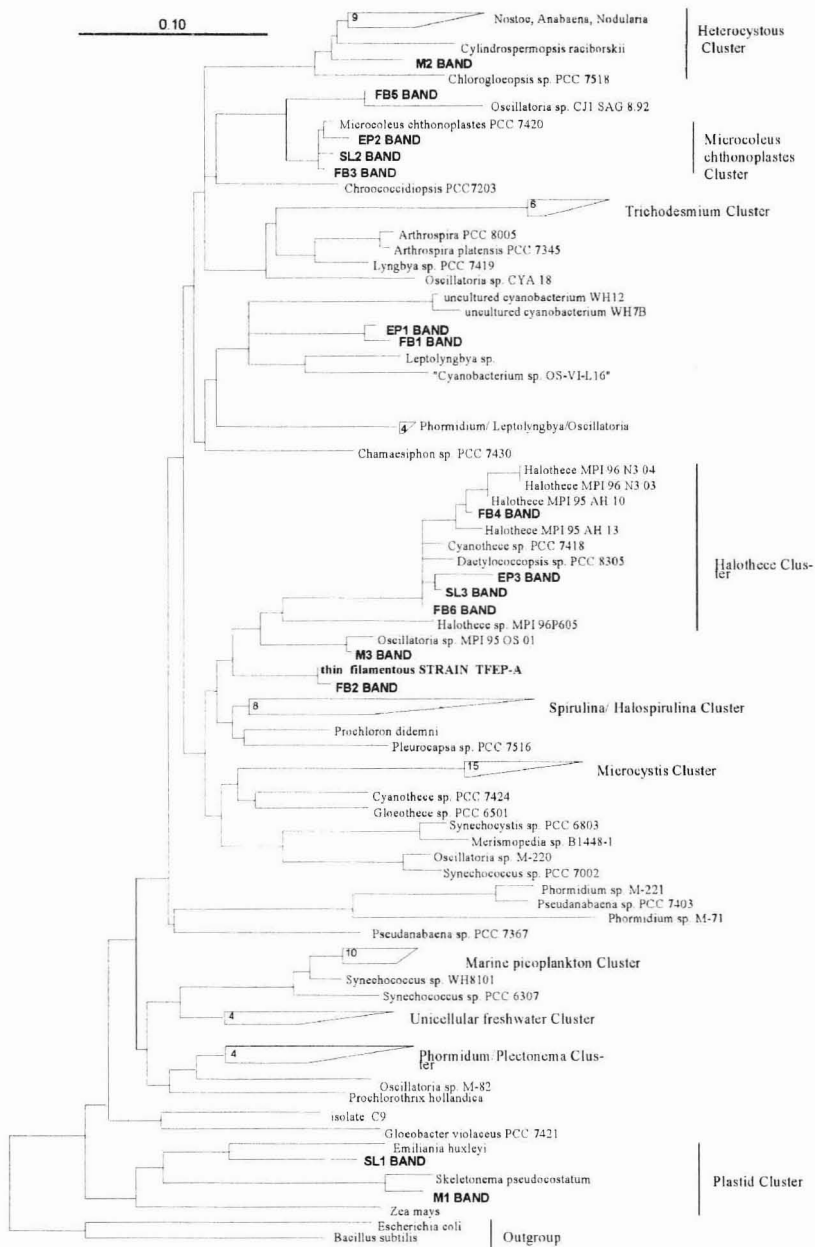 0.10
9
Nostoc, Anabaena, Nodularia
Heterocystous
Cluster
Cylindrospermopsis raciborskii
M2 BAND
Chlorogloeopsis sp. PCC 7518
FB5 BAND
Oscillatoria sp. CJ1 SAG 8.92
Microcoleus chthonoplastes PCC 7420
EP2 BAND
SL2 BAND
FB3 BAND
Microcoleus
chthonoplastes
Cluster
Chroococcidiopsis PCC7203
6
Trichodesmium Cluster
Arthrospira PCC 8005
Arthrospira platensis PCC 7345
Lyngbya sp. PCC 7419
Oscillatoria sp. CYA 18
uncultured cyanobacterium WH12
uncultured cyanobacterium WH7B
EP1 BAND
FB1 BAND
Leptolyngbya sp.
"Cyanobacterium sp. OS-VI-L16"
4
Phormidium/ Leptolyngbya/Oscillatoria
Chamaesiphon sp. PCC 7430
Halothece MPI 96 N3 04
Halothece MPI 96 N3 03
Halothece MPI 95 AH 10
FB4 BAND
Halothece MPI 95 AH 13
Cyanothece sp. PCC 7418
Dactylococcopsis sp. PCC 8305
Halothece Clus-
ter
EP3 BAND
SL3 BAND
FB6 BAND
Halothece sp. MPI 96P605
Oscillatoria sp. MPI 95 OS 01
M3 BAND
thin filamentous STRAIN TFEP-A
FB2 BAND
8
Spirulina/ Halospirulina Cluster
Prochloron didemni
Pleurocapsa sp. PCC 7516
15
Microcystis Cluster
Cyanothece sp. PCC 7424
Gloeothece sp. PCC 6501
Synechocystis sp. PCC 6803
Merismopedia sp. B1448-1
Oscillatoria sp. M-220
Synechococcus sp. PCC 7002
Phormidium sp. M-221
Pseudanabaena sp. PCC 7403
Phormidium sp. M-71
Pseudanabaena sp. PCC 7367
10
Marine picoplankton Cluster
Synechococcus sp. WH8101
Synechococcus sp. PCC 6307
4
Unicellular freshwater Cluster
4
Phormidum/Plectonema Clus-
ter
Oscillatoria sp. M-82
Prochlorothrix hollandica
isolate C9
Gloeobacter violaceus PCC 7421
Emiliania huxleyi
SL1 BAND
Skeletonema pseudocostatum
M1 BAND
Plastid Cluster
Zea mays
Escherichia coli
Bacillus subtilis
Outgroup